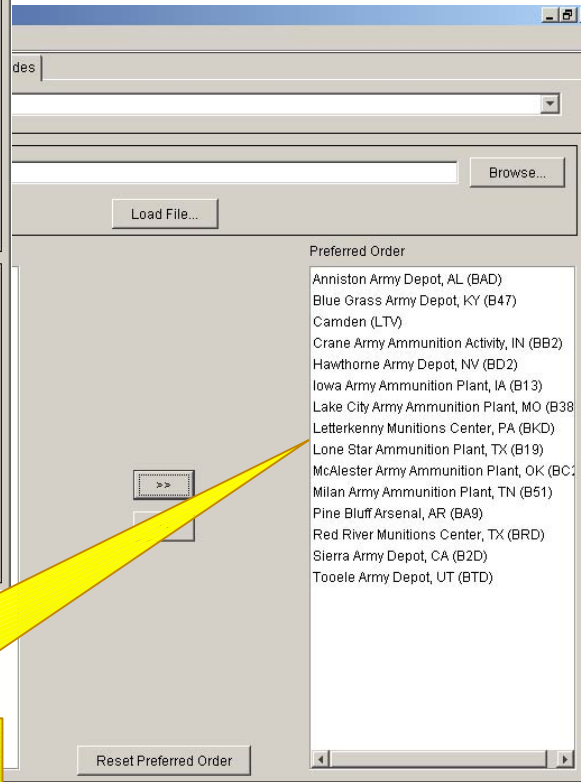 des
Browse...
Load File...
Preferred Order
Anniston Army Depot, AL (BAD)
Blue Grass Army Depot, KY (B47)
Camden (LTV)
Crane Army Ammunition Activity, IN (BB2)
Hawthorne Army Depot, NV (BD2)
Iowa Army Ammunition Plant, IA (B13)
Lake City Army Ammunition Plant, MO (B38
Letterkenny Munitions Center, PA (BKD)
Lone Star Ammunition Plant, TX (B19)
McAlester Army Ammunition Plant, OK (BC2
>>
Milan Army Ammunition Plant, TN (B51)
Pine Bluff Arsenal, AR (BA9)
Red River Munitions Center, TX (BRD)
Sierra Army Depot, CA (B2D)
Tooele Army Depot, UT (BTD)
Reset Preferred Order